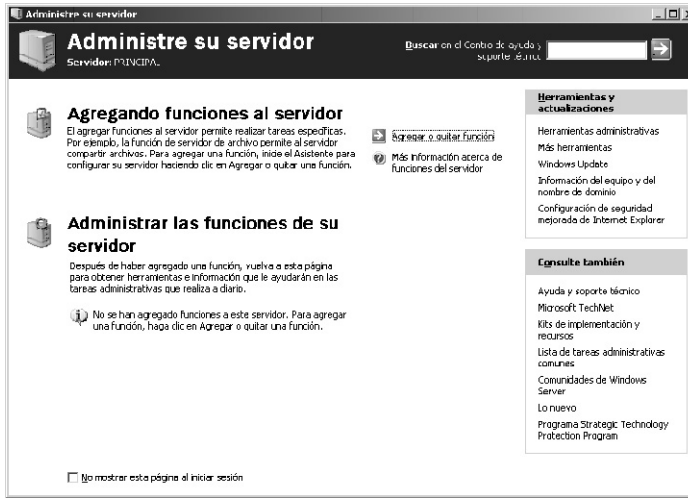 Administre su servidor
Administre su servidor
Servidor: PRINCIPAL
Buscar en el Centro de ayuda y
soporte técnico
Agregando funciones al servidor
El agregar funciones al servidor permite realizar tareas específicas.
Por ejemplo, la función de servidor de archivo permite al servidor
compartir archivos. Para agregar una función, inicie el Asistente para
configurar su servidor haciendo clic en Agregar o quitar una función.
Agregar o quitar función
Más información acerca de
funciones del servidor
Administrar las funciones de su
servidor
Después de haber agregado una función, vuelva a esta página
para obtener herramientas e información que le ayudarán en las
tareas administrativas que realiza a diario.
No se han agregado funciones a este servidor. Para agregar
una función, haga clic en Agregar o quitar una función.
Herramientas y
actualizaciones
Herramientas administrativas
Más herramientas
Windows Update
Información del equipo y del
nombre de dominio
Configuración de seguridad
mejorada de Internet Explorer
Consulte también
Ayuda y soporte técnico
Microsoft TechNet
Kits de implementación y
recursos
Lista de tareas administrativas
comunes
Comunidades de Windows
Server
Lo nuevo
Programa Strategic Technology
Protection Program
No mostrar esta página al iniciar sesión